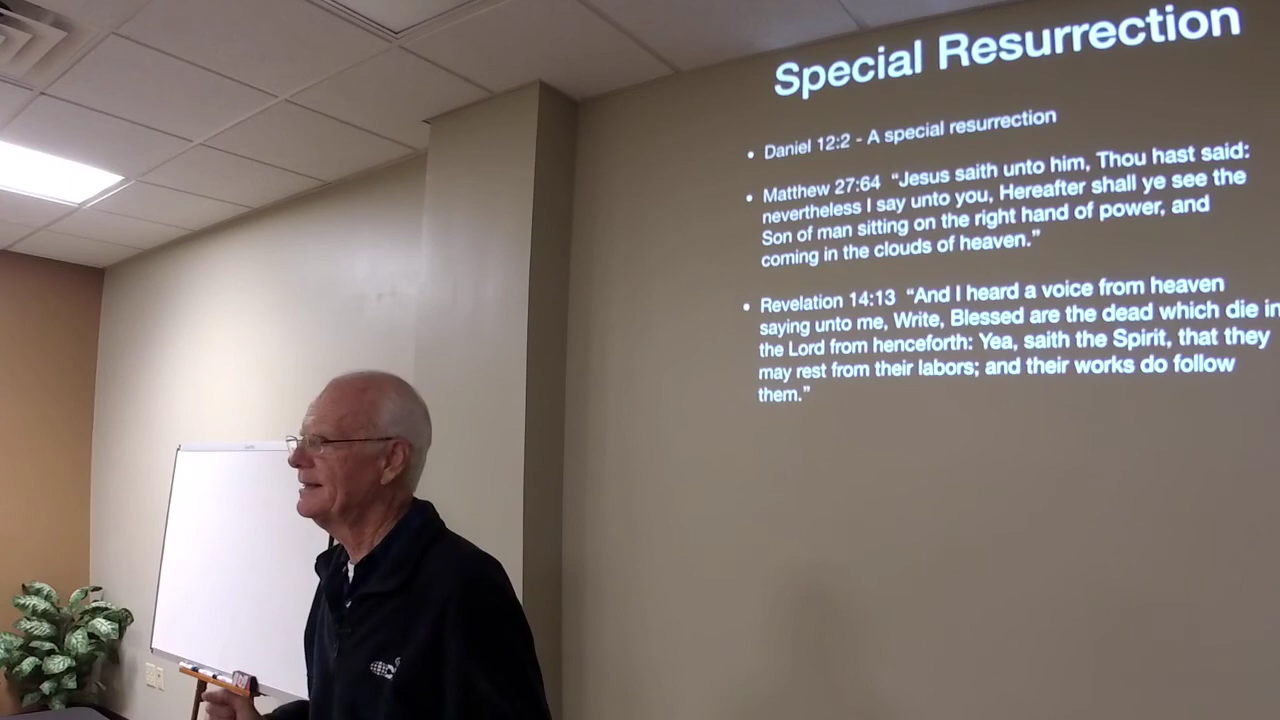 Special Resurrection
• Daniel 12:2 - A special resurrection
• Matthew 27:64 “Jesus saith unto him, Thou hast said:
nevertheless I say unto you, Hereafter shall ye see the
Son of man sitting on the right hand of power, and
coming in the clouds of heaven.”
• Revelation 14:13 “And I heard a voice from heaven
saying unto me, Write, Blessed are the dead which die in
the Lord from henceforth: Yea, saith the Spirit, that they
may rest from their labors; and their works do follow
them.”